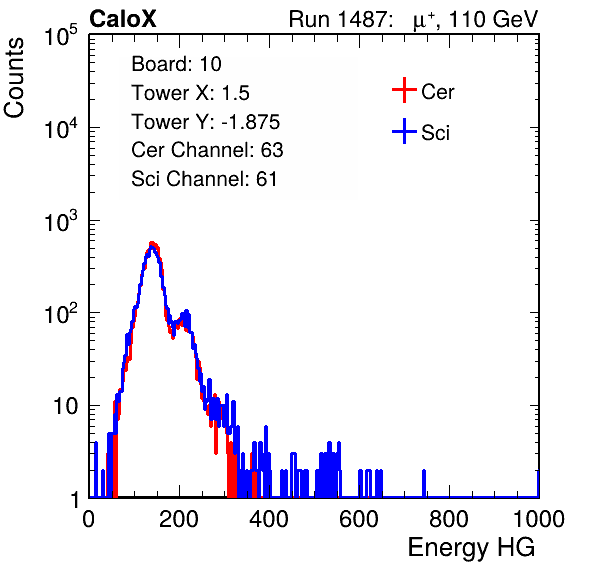 CaloX Run 1487: μ⁺, 110 GeV
Counts
10⁵
10⁴
10³
10²
10
1
Board: 10
Tower X: 1.5
Tower Y: -1.875
Cer Channel: 63
Sci Channel: 61
Cer
Sci
0 200 400 600 800 1000
Energy HG